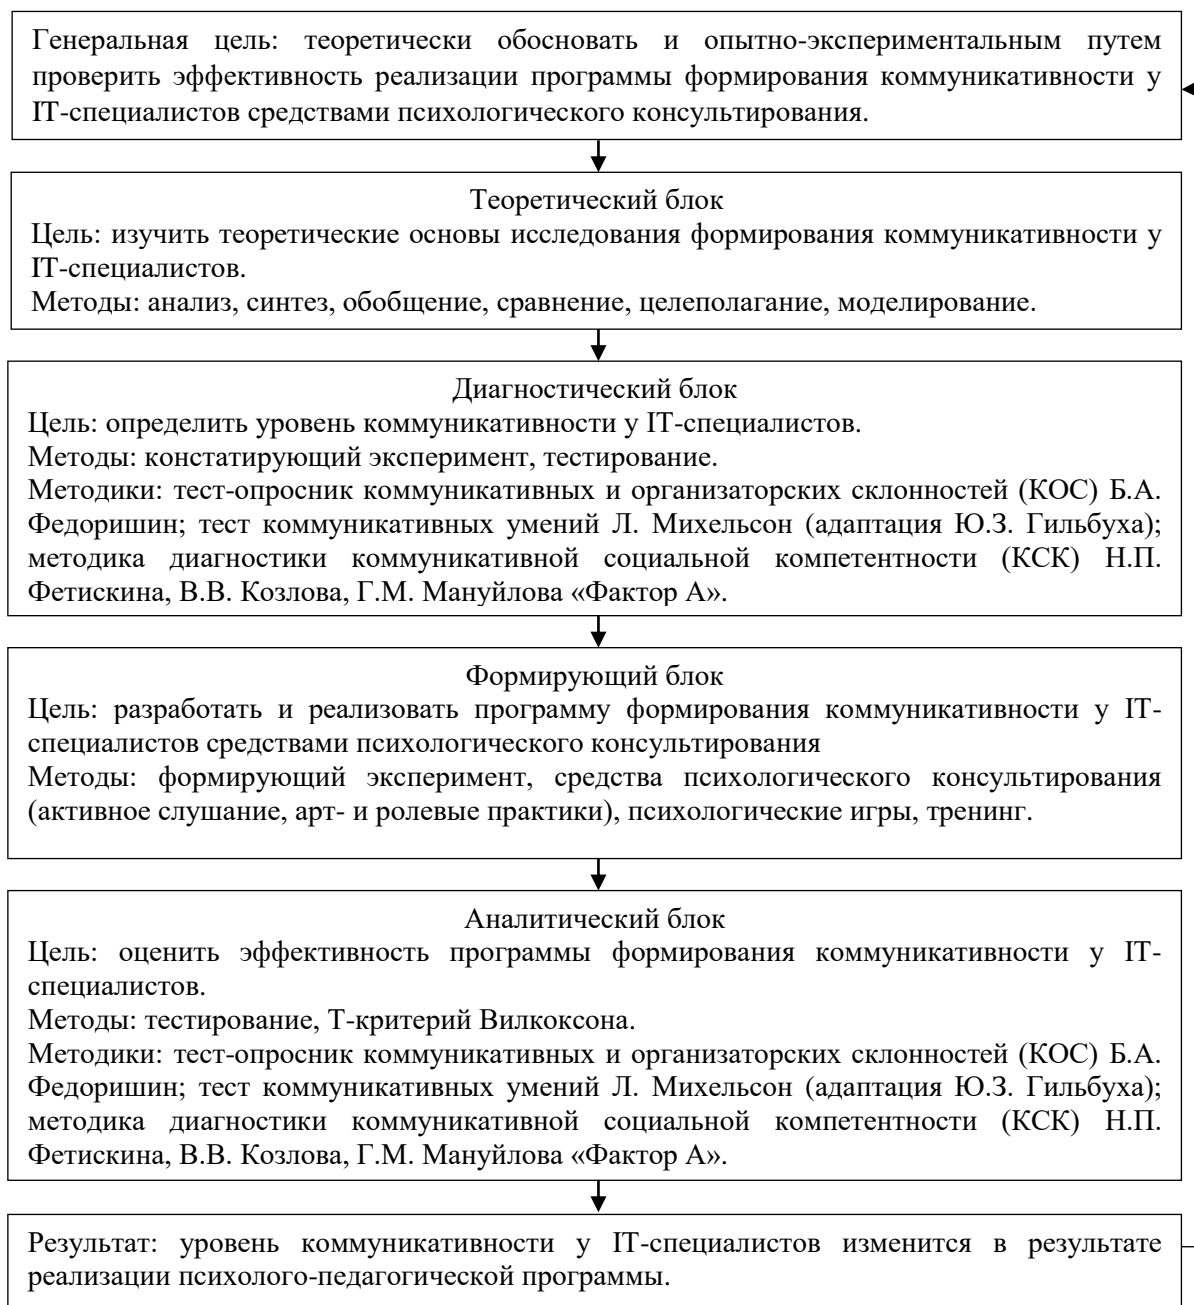 Генеральная цель: теоретически обосновать и опытно-экспериментальным путем
проверить эффективность реализации программы формирования коммуникативности у
IT-специалистов средствами психологического консультирования.
Теоретический блок
Цель: изучить теоретические основы исследования формирования коммуникативности у
IT-специалистов.
Методы: анализ, синтез, обобщение, сравнение, целеполагание, моделирование.
Диагностический блок
Цель: определить уровень коммуникативности у IT-специалистов.
Методы: констатирующий эксперимент, тестирование.
Методики: тест-опросник коммуникативных и организаторских склонностей (КОС) Б.А.
Федоришин; тест коммуникативных умений Л. Михельсон (адаптация Ю.З. Гильбуха);
методика диагностики коммуникативной социальной компетентности (КСК) Н.П.
Фетискина, В.В. Козлова, Г.М. Мануйлова «Фактор А».
Формирующий блок
Цель: разработать и реализовать программу формирования коммуникативности у IT-
специалистов средствами психологического консультирования
Методы: формирующий эксперимент, средства психологического консультирования
(активное слушание, арт- и ролевые практики), психологические игры, тренинг.
Аналитический блок
Цель: оценить эффективность программы формирования коммуникативности у IT-
специалистов.
Методы: тестирование, Т-критерий Вилкоксона.
Методики: тест-опросник коммуникативных и организаторских склонностей (КОС) Б.А.
Федоришин; тест коммуникативных умений Л. Михельсон (адаптация Ю.З. Гильбуха);
методика диагностики коммуникативной социальной компетентности (КСК) Н.П.
Фетискина, В.В. Козлова, Г.М. Мануйлова «Фактор А».
Результат: уровень коммуникативности у IT-специалистов изменится в результате
реализации психолого-педагогической программы.